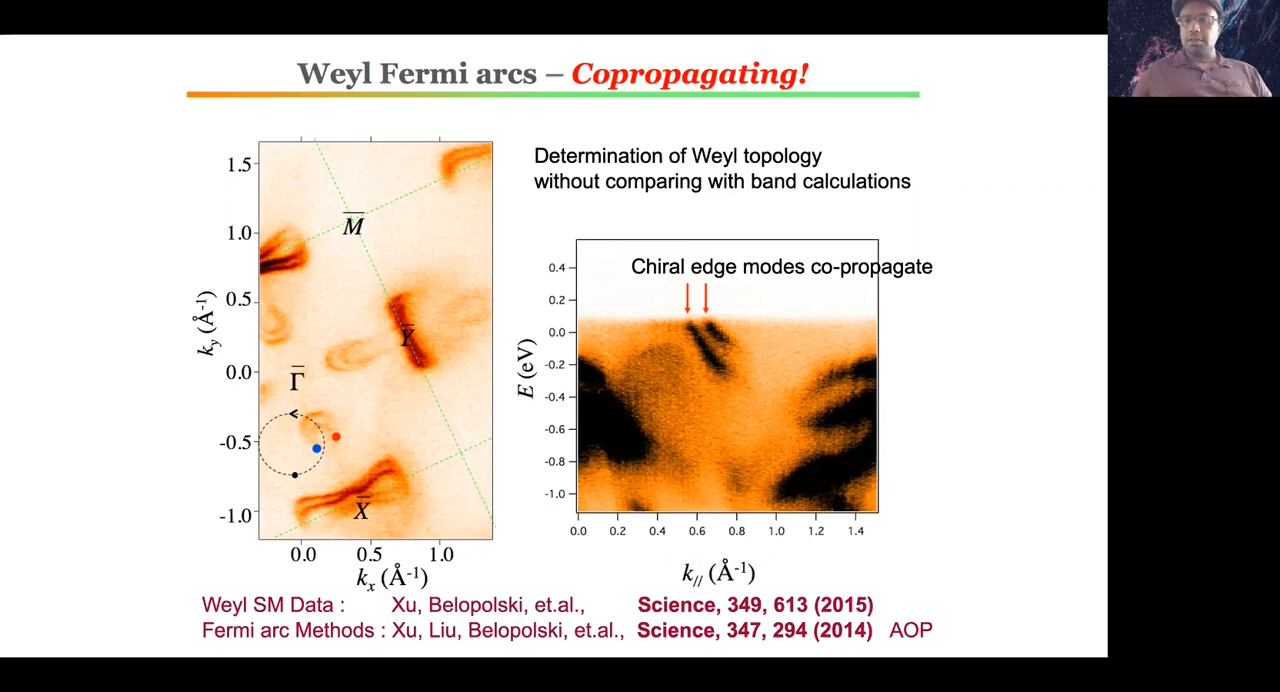 Weyl Fermi arcs – Copropagating!
Determination of Weyl topology
without comparing with band calculations
1.5
1.0
0.5
0.0
-0.5
-1.0
ky (Å-1)
M
Y
Γ
X
0.0 0.5 1.0
kx (Å-1)
Chiral edge modes co-propagate
0.4
0.2
0.0
-0.2
-0.4
-0.6
-0.8
-1.0
E (eV)
0.0 0.2 0.4 0.6 0.8 1.0 1.2 1.4
k// (Å-1)
Weyl SM Data : Xu, Belopolski, et.al., Science, 349, 613 (2015)
Fermi arc Methods : Xu, Liu, Belopolski, et.al., Science, 347, 294 (2014) AOP